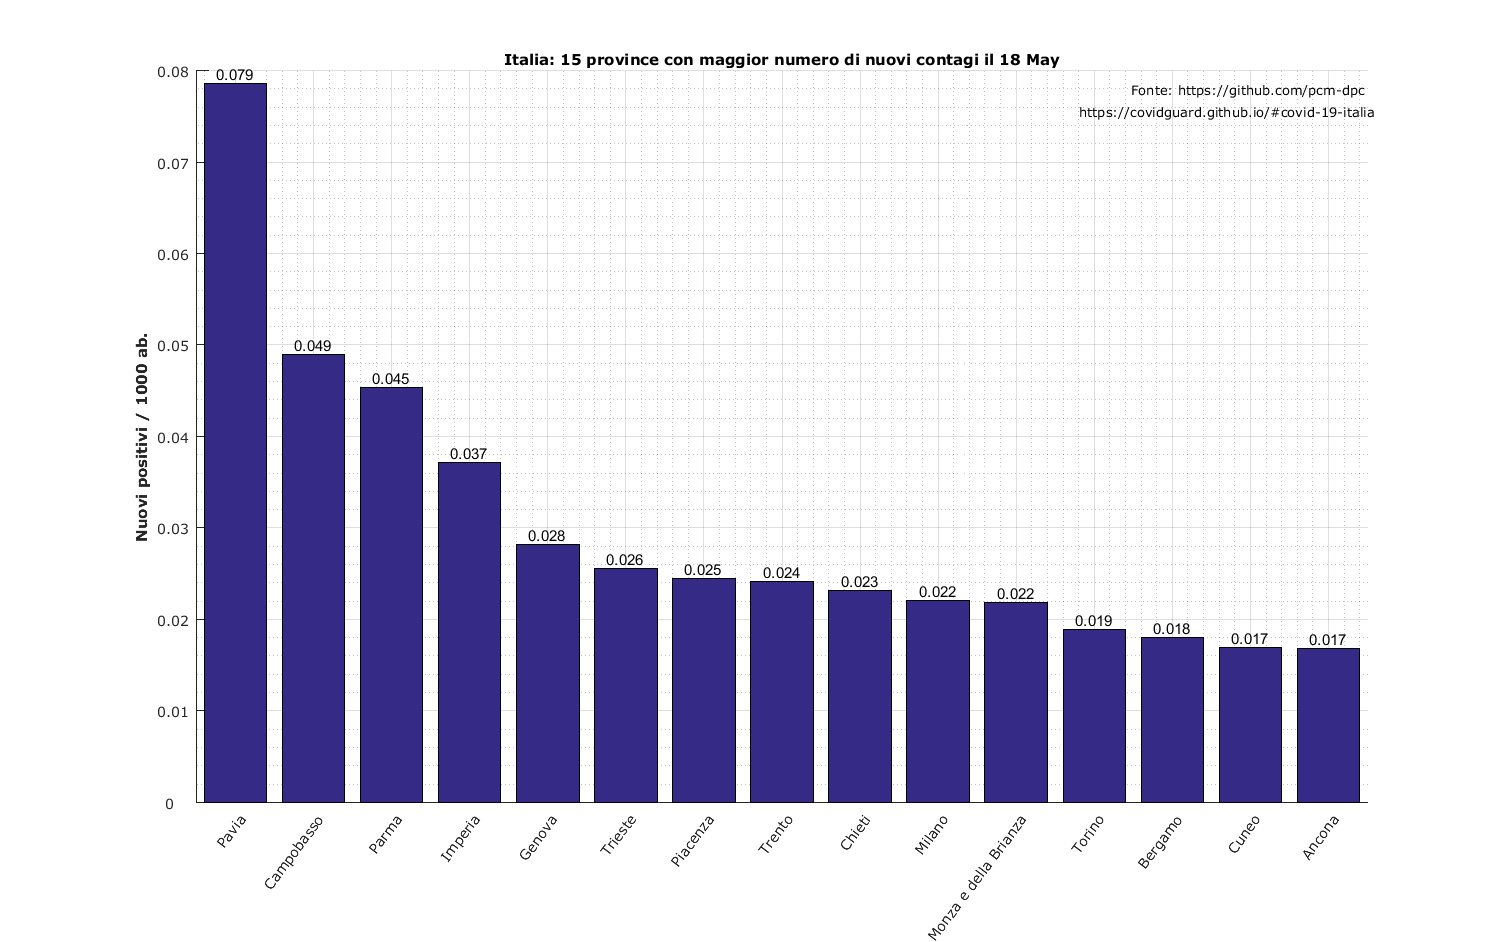 Italia: 15 province con maggior numero di nuovi contagi il 18 May
Fonte: https://github.com/pcm-dpc
https://covidguard.github.io/#covid-19-italia
Nuovi positivi / 1000 ab.
0.08
0.07
0.06
0.05
0.04
0.03
0.02
0.01
0
0.079
0.049
0.045
0.037
0.028
0.026
0.025
0.024
0.023
0.022
0.022
0.019
0.018
0.017
0.017
Pavia
Campobasso
Parma
Imperia
Genova
Trieste
Piacenza
Trento
Chieti
Milano
Monza e della Brianza
Torino
Bergamo
Cuneo
Ancona